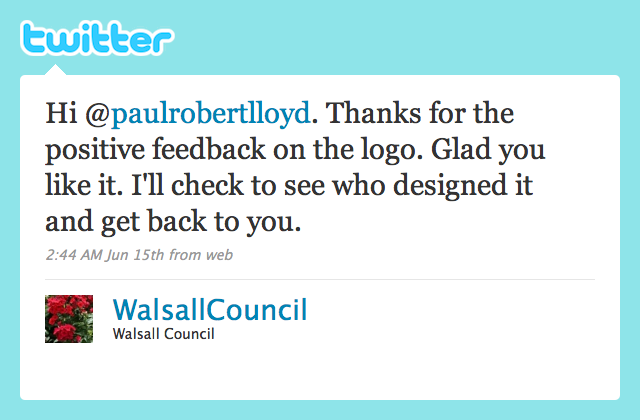 twitter
Hi @paulrobertlloyd. Thanks for the
positive feedback on the logo. Glad you
like it. I'll check to see who designed it
and get back to you.
2:44 AM Jun 15th from web
WalsallCouncil
Walsall Council